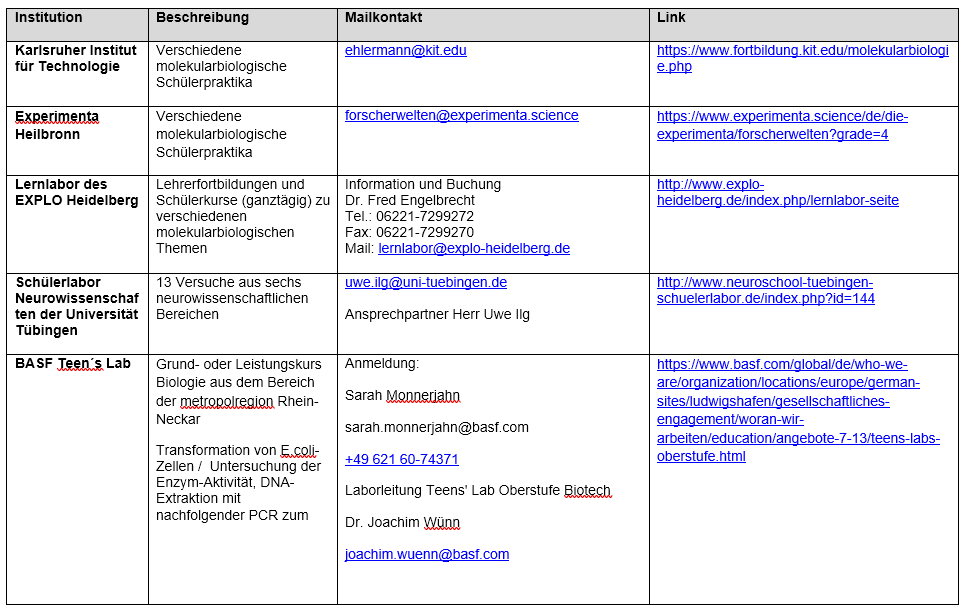 Institution
Beschreibung
Mailkontakt
Link
Karlsruher Institut
für Technologie
Verschiedene
molekularbiologische
Schülerpraktika
ehlermann@kit.edu
https://www.fortbildung.kit.edu/molekularbiologi
e.php
Experimenta
Heilbronn
Verschiedene
molekularbiologische
Schülerpraktika
forscherwelten@experimenta.science
https://www.experimenta.science/de/die-
experimenta/forscherwelten?grade=4
Lernlabor des
EXPLO Heidelberg
Lehrerfortbildungen und
Schülerkurse (ganztägig) zu
verschiedenen
molekularbiologischen
Themen
Information und Buchung
Dr. Fred Engelbrecht
Tel.: 06221-7299272
Fax: 06221-7299270
Mail: lernlabor@explo-heidelberg.de
http://www.explo-
heidelberg.de/index.php/lernlabor-seite
Schülerlabor
Neurowissenschaf
ten der Universität
Tübingen
13 Versuche aus sechs
neurowissenschaftlichen
Bereichen
uwe.ilg@uni-tuebingen.de
Ansprechpartner Herr Uwe Ilg
http://www.neuroschool-tuebingen-
schuelerlabor.de/index.php?id=144
BASF Teen´s Lab
Grund- oder Leistungskurs
Biologie aus dem Bereich
der metropolregion Rhein-
Neckar
Transformation von E.coli-
Zellen / Untersuchung der
Enzym-Aktivität, DNA-
Extraktion mit
nachfolgender PCR zum
Anmeldung:
Sarah Monnerjahn
sarah.monnerjahn@basf.com
+49 621 60-74371
Laborleitung Teens' Lab Oberstufe Biotech
Dr. Joachim Wünn
joachim.wuenn@basf.com
https://www.basf.com/global/de/who-we-
are/organization/locations/europe/german-
sites/ludwigshafen/gesellschaftliches-
engagement/woran-wir-
arbeiten/education/angebote-7-13/teens-labs-
oberstufe.html